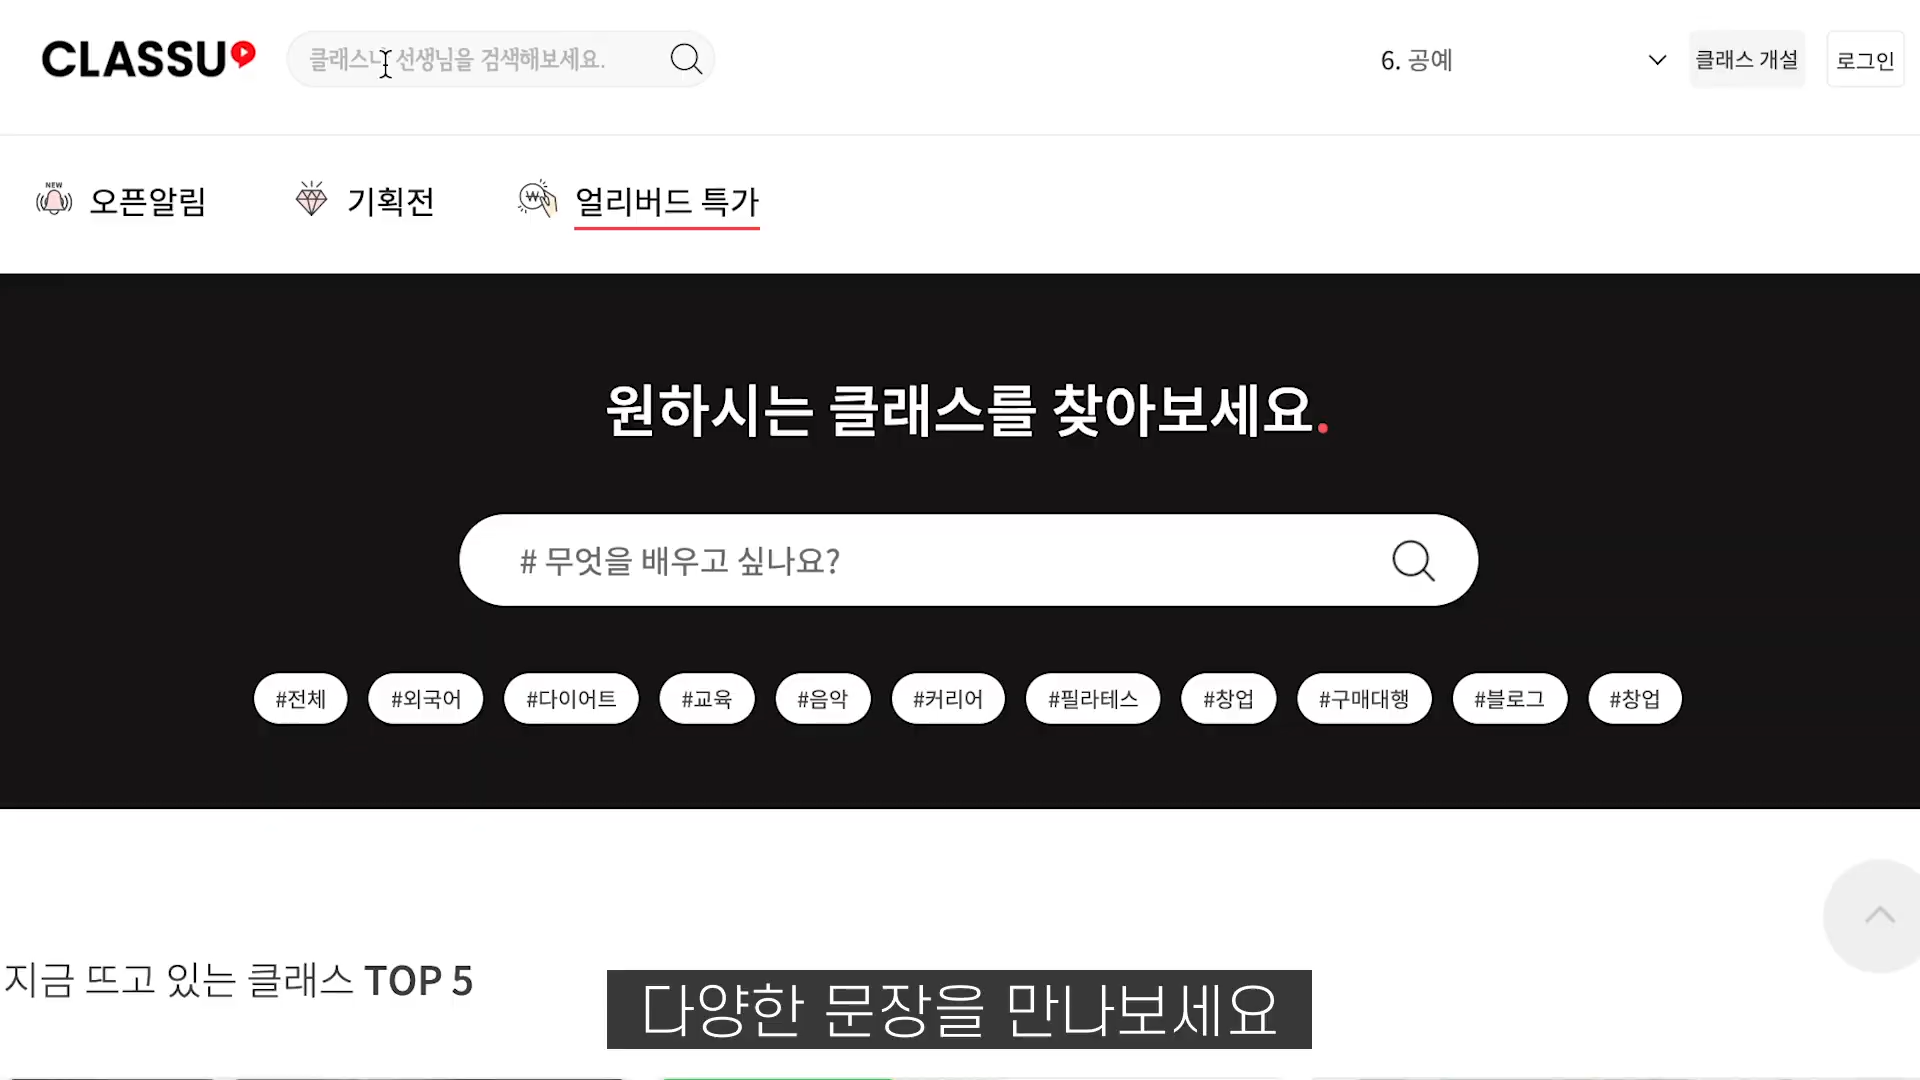 CLASSU
클래스나 선생님을 검색해보세요.
6. 공예
클래스 개설
로그인
NEW
오픈알림
기획전
얼리버드 특가
원하시는 클래스를 찾아보세요.
# 무엇을 배우고 싶나요?
#전체 #외국어 #다이어트 #교육 #음악 #커리어 #필라테스 #창업 #구매대행 #블로그 #창업
지금 뜨고 있는 클래스 TOP 5
다양한 문장을 만나보세요